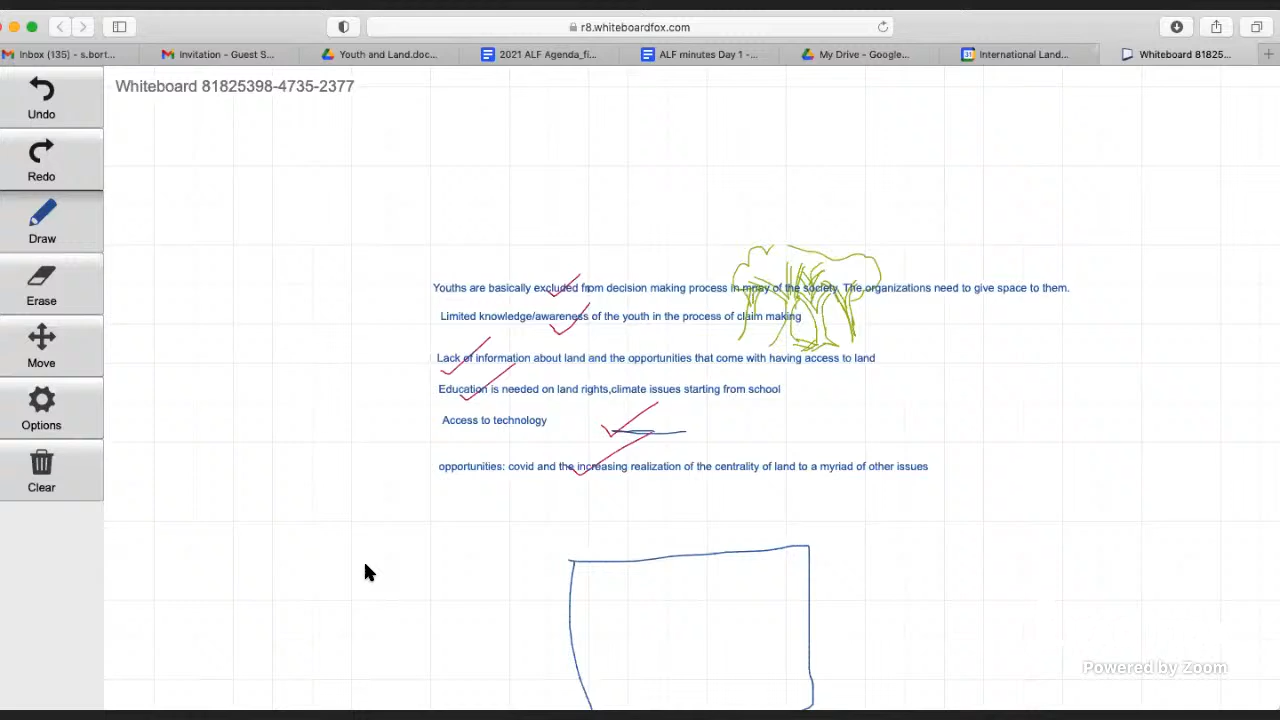 r8.whiteboardfox.com
Inbox (135) - s.bort...
Invitation - Guest S...
Youth and Land.doc...
2021 ALF Agenda_fi...
ALF minutes Day 1 -...
My Drive - Google...
International Land...
Whiteboard 81825...
Whiteboard 81825398-4735-2377
Undo
Redo
Draw
Erase
Move
Options
Clear
Youths are basically excluded from decision making process in many of the society. The organizations need to give space to them.
Limited knowledge/awareness of the youth in the process of claim making
Lack of information about land and the opportunities that come with having access to land
Education is needed on land rights,climate issues starting from school
Access to technology
opportunities: covid and the increasing realization of the centrality of land to a myriad of other issues
Powered by Zoom